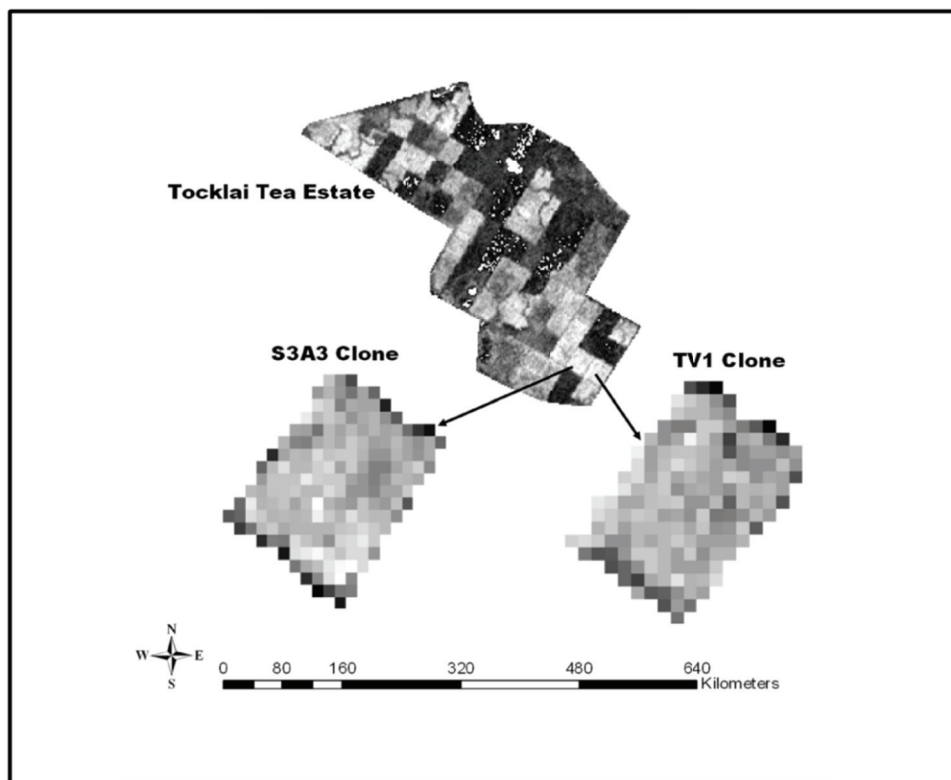 Tocklai Tea Estate
S3A3 Clone
TV1 Clone
N
W E
S
0 80 160 320 480 640
Kilometers